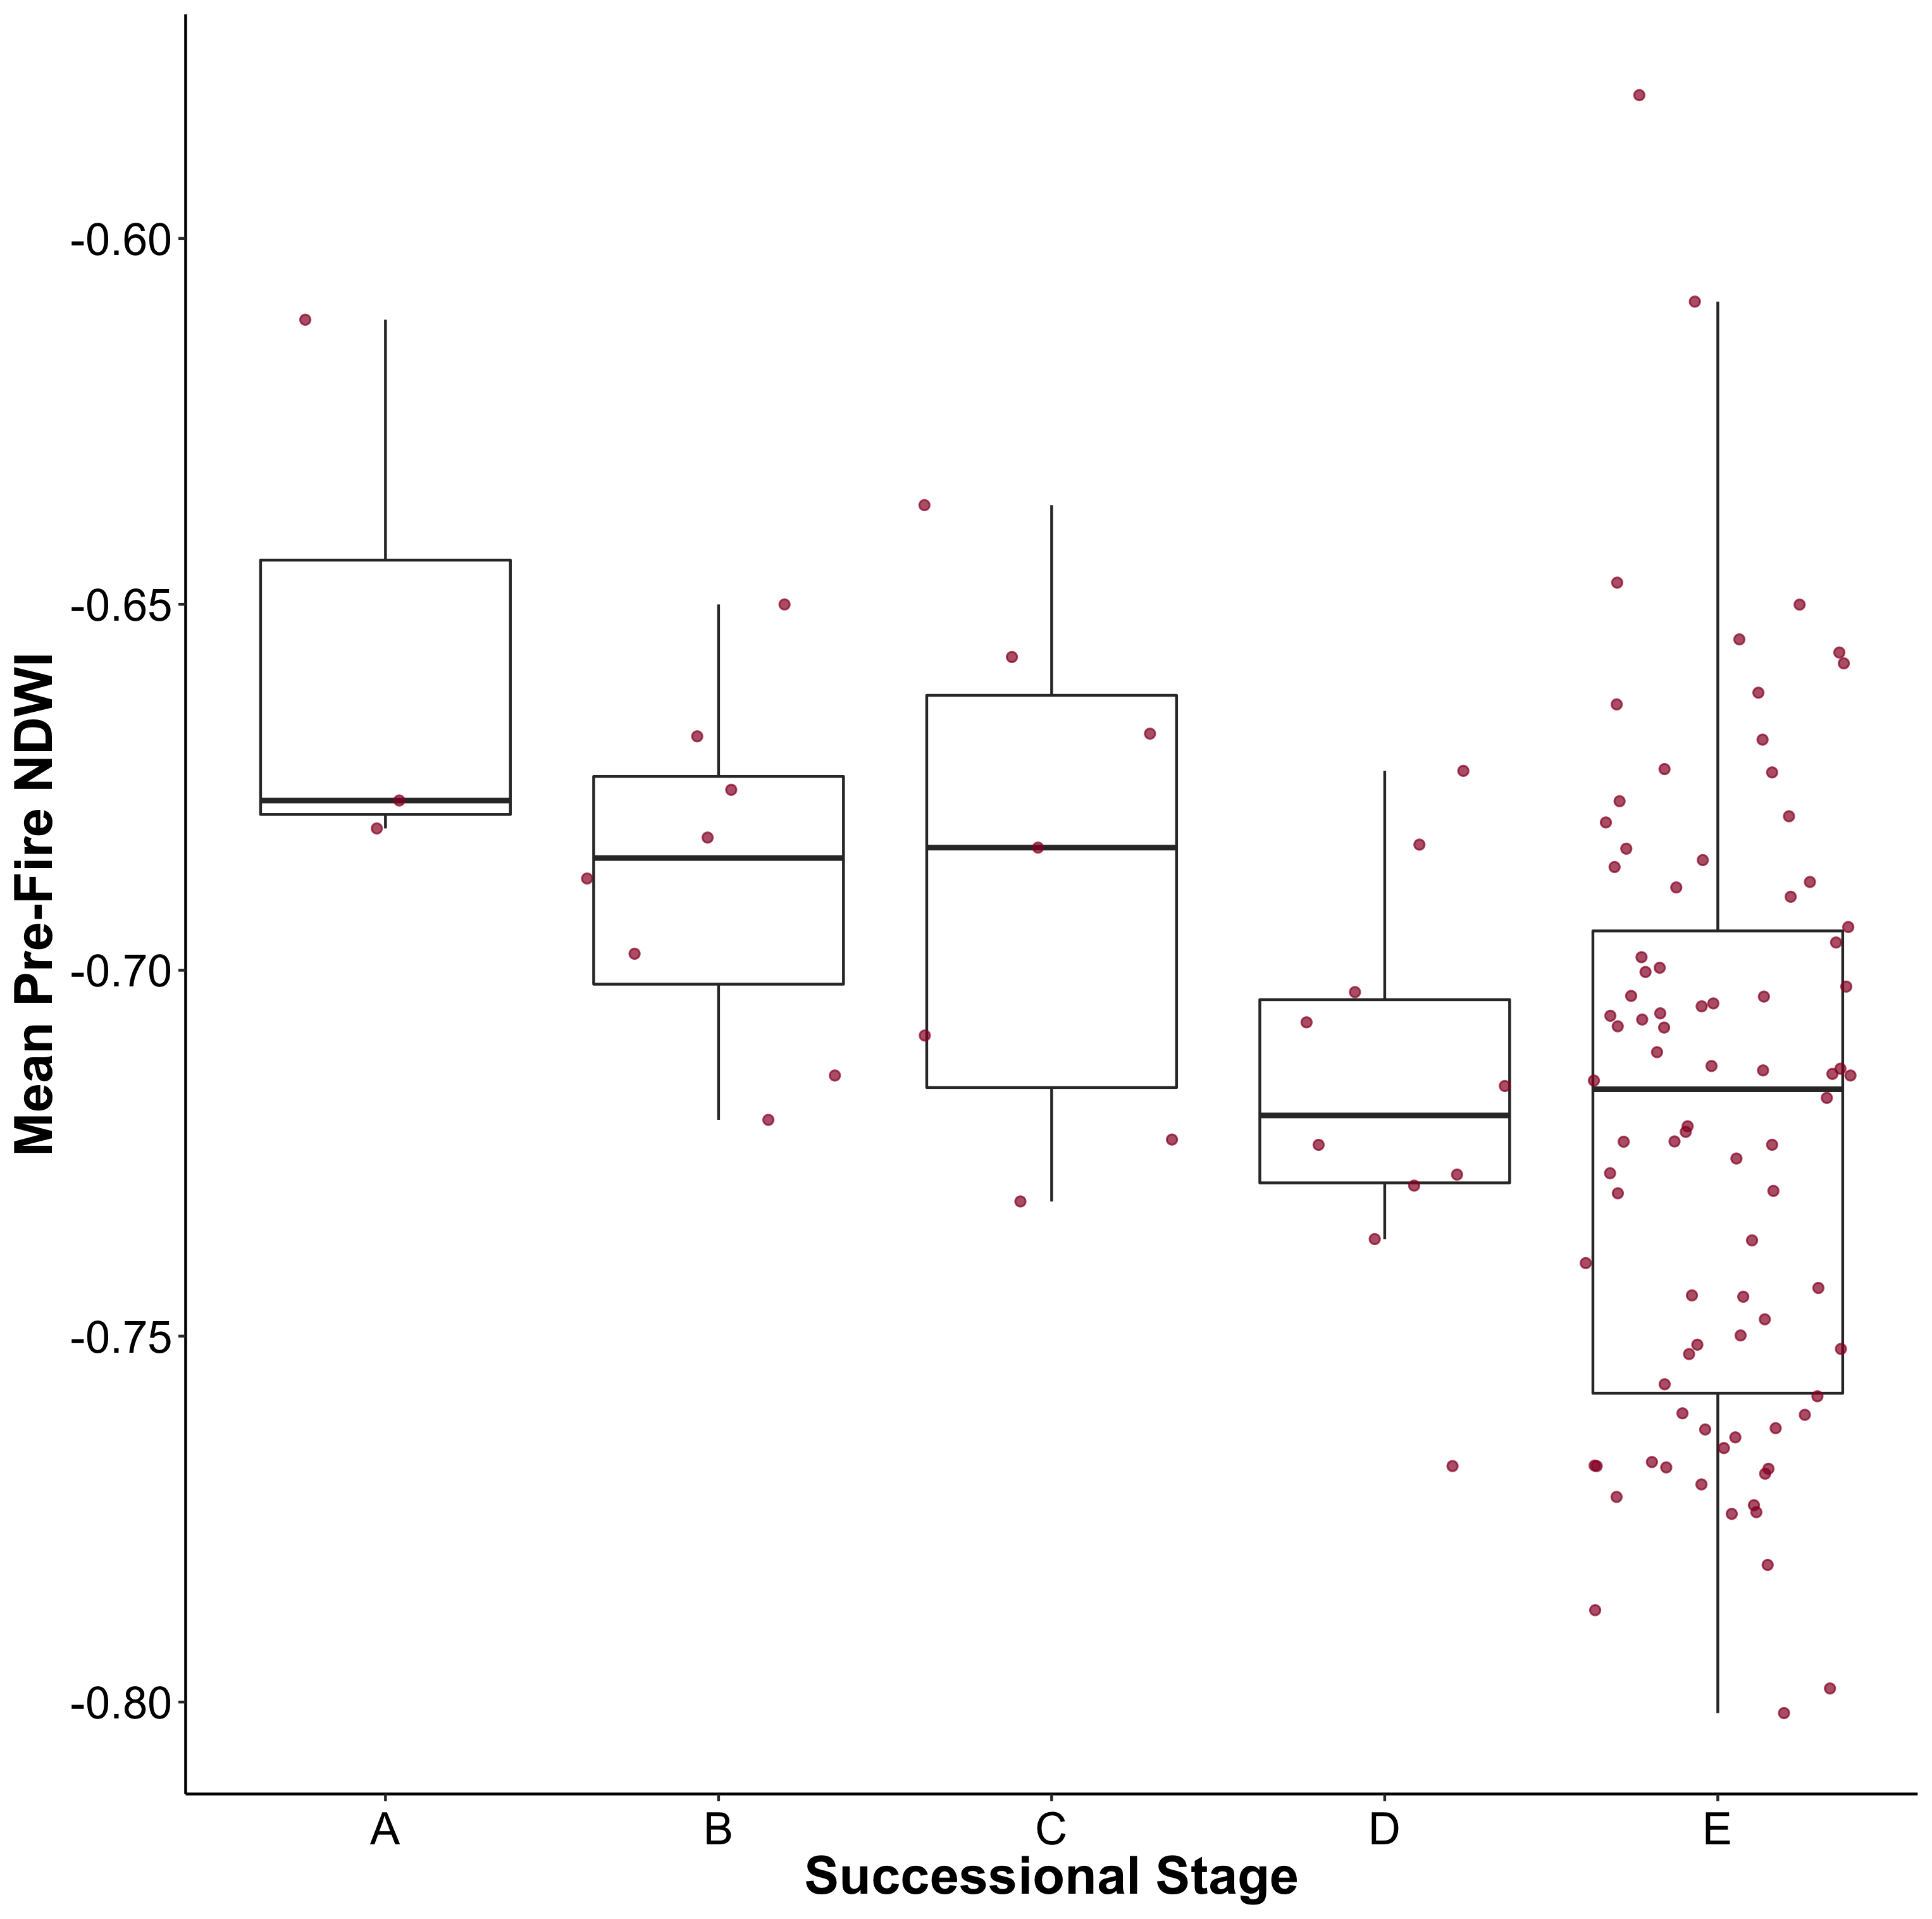 Mean Pre-Fire NDWI
-0.60
-0.65
-0.70
-0.75
-0.80
A B C D E
Successional Stage